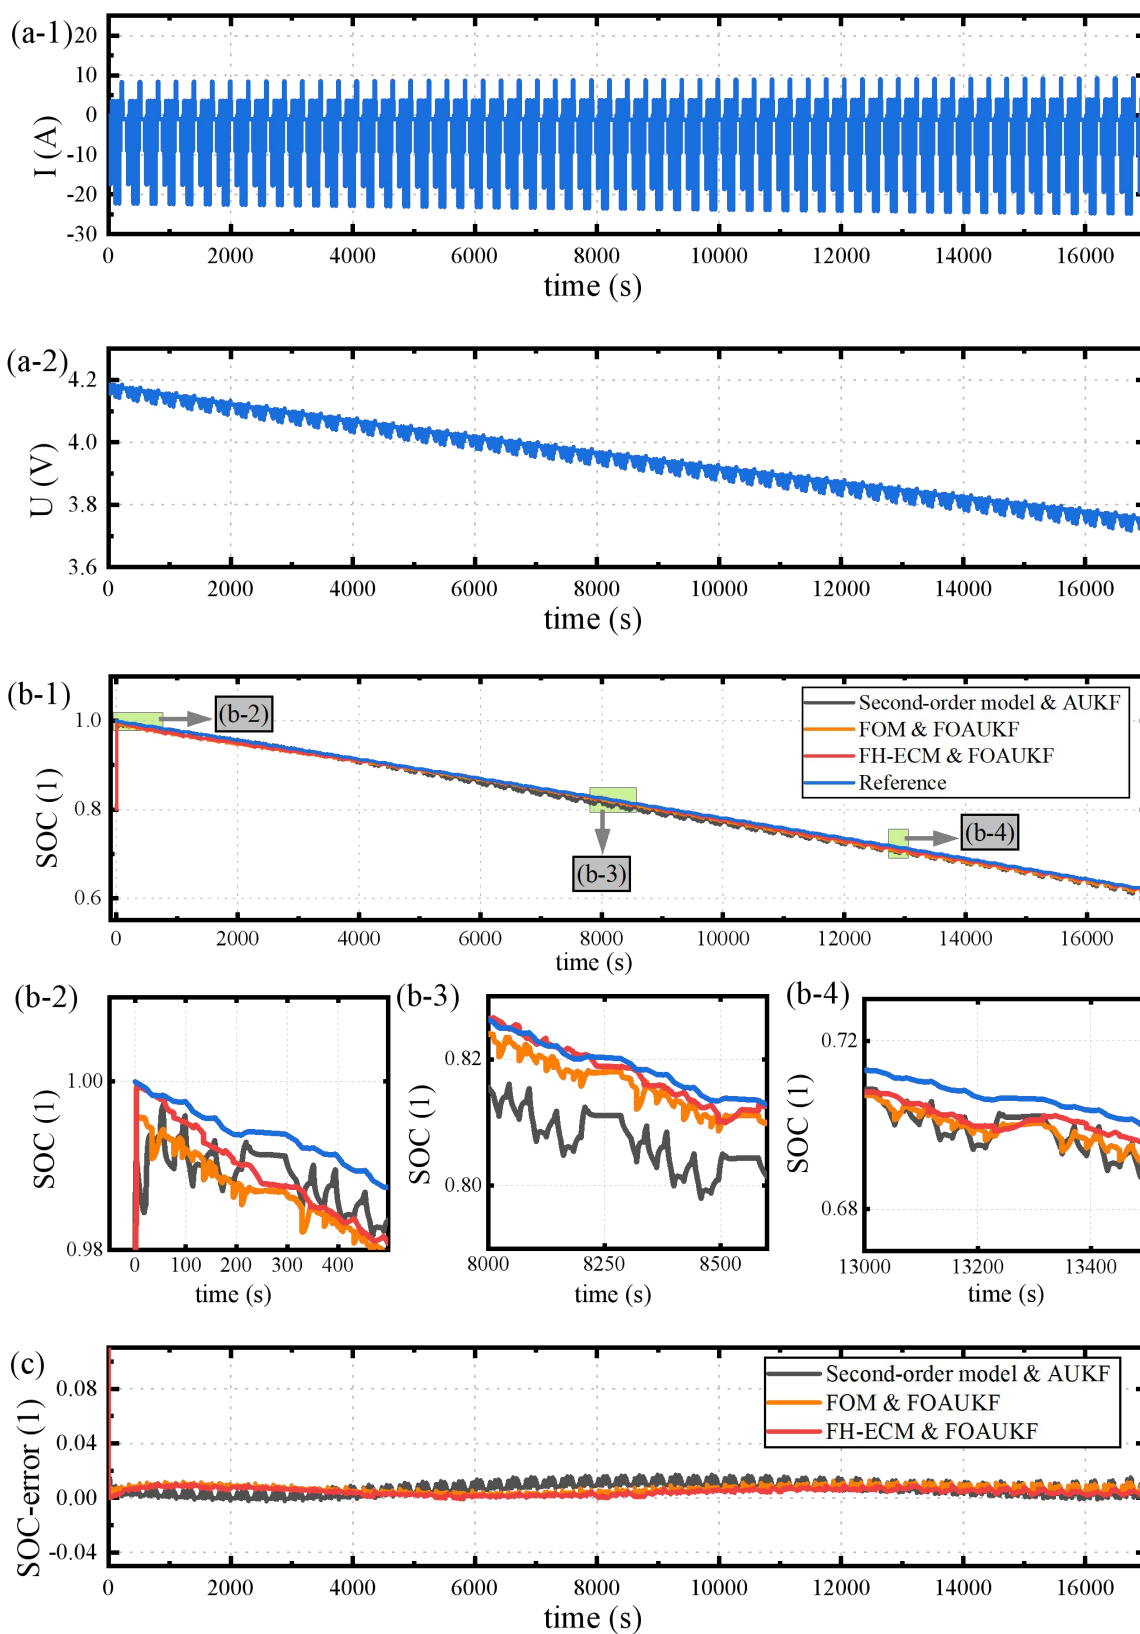 (a-1)
20
10
0
-10
-20
-30
I (A)
0 2000 4000 6000 8000 10000 12000 14000 16000
time (s)
(a-2)
4.2
4.0
3.8
3.6
U (V)
0 2000 4000 6000 8000 10000 12000 14000 16000
time (s)
(b-1)
1.0
0.8
0.6
SOC (1)
(b-2)
(b-3)
(b-4)
Second-order model & AUKF
FOM & FOAUKF
FH-ECM & FOAUKF
Reference
0 2000 4000 6000 8000 10000 12000 14000 16000
time (s)
(b-2)
1.00
0.98
SOC (1)
0 100 200 300 400
time (s)
(b-3)
0.82
0.80
SOC (1)
8000 8250 8500
time (s)
(b-4)
0.72
0.68
SOC (1)
13000 13200 13400
time (s)
(c)
0.08
0.04
0.00
-0.04
SOC-error (1)
Second-order model & AUKF
FOM & FOAUKF
FH-ECM & FOAUKF
0 2000 4000 6000 8000 10000 12000 14000 16000
time (s)